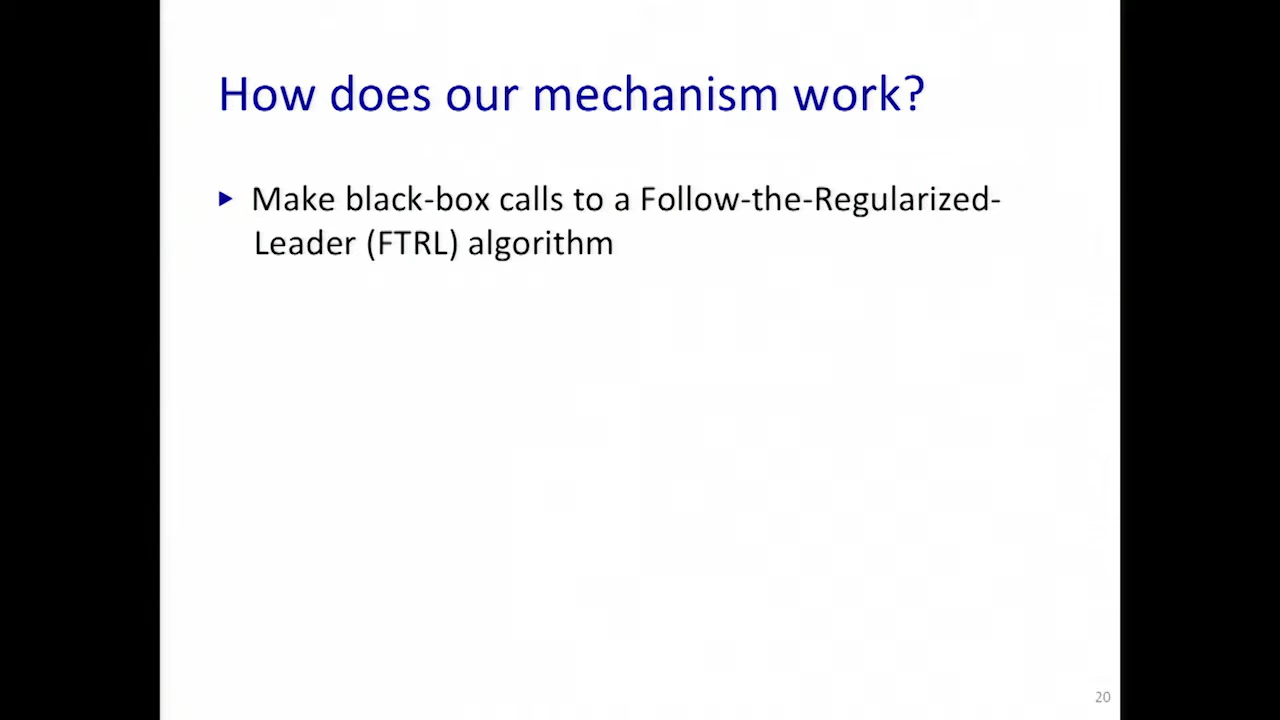 How does our mechanism work?
Make black-box calls to a Follow-the-Regularized-
Leader (FTRL) algorithm
20